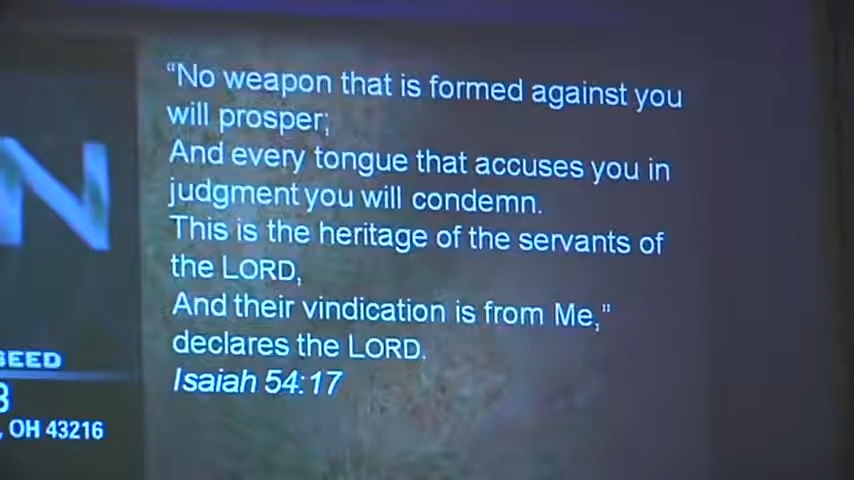 “No weapon that is formed against you
will prosper;
And every tongue that accuses you in
judgment you will condemn.
This is the heritage of the servants of
the LORD,
And their vindication is from Me,”
declares the LORD.
Isaiah 54:17
N
SEED
3
, OH 43216